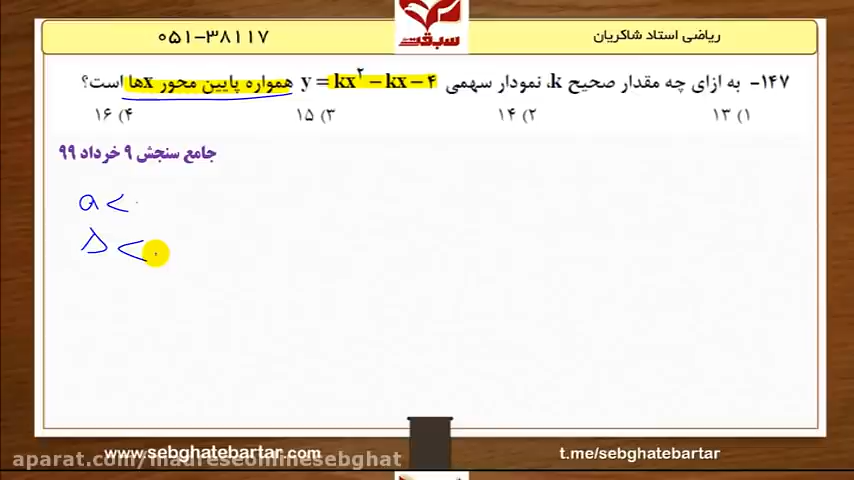 سبقت
ریاضی استاد شاکریان
۰۵۱-۳۸۱۱۷
۱۴۷- به ازای چه مقدار صحیح k، نمودار سهمی y = kx² - kx - ۴ همواره پایین محور xها است؟
۱) ۱۳ ۲) ۱۴ ۳) ۱۵ ۴) ۱۶
جامع سنجش ۹ خرداد ۹۹
a < ۰
Δ < ۰
www.sebghatebartar.com
t.me/sebghatebartar
aparat.com/madreseonlinesebghat